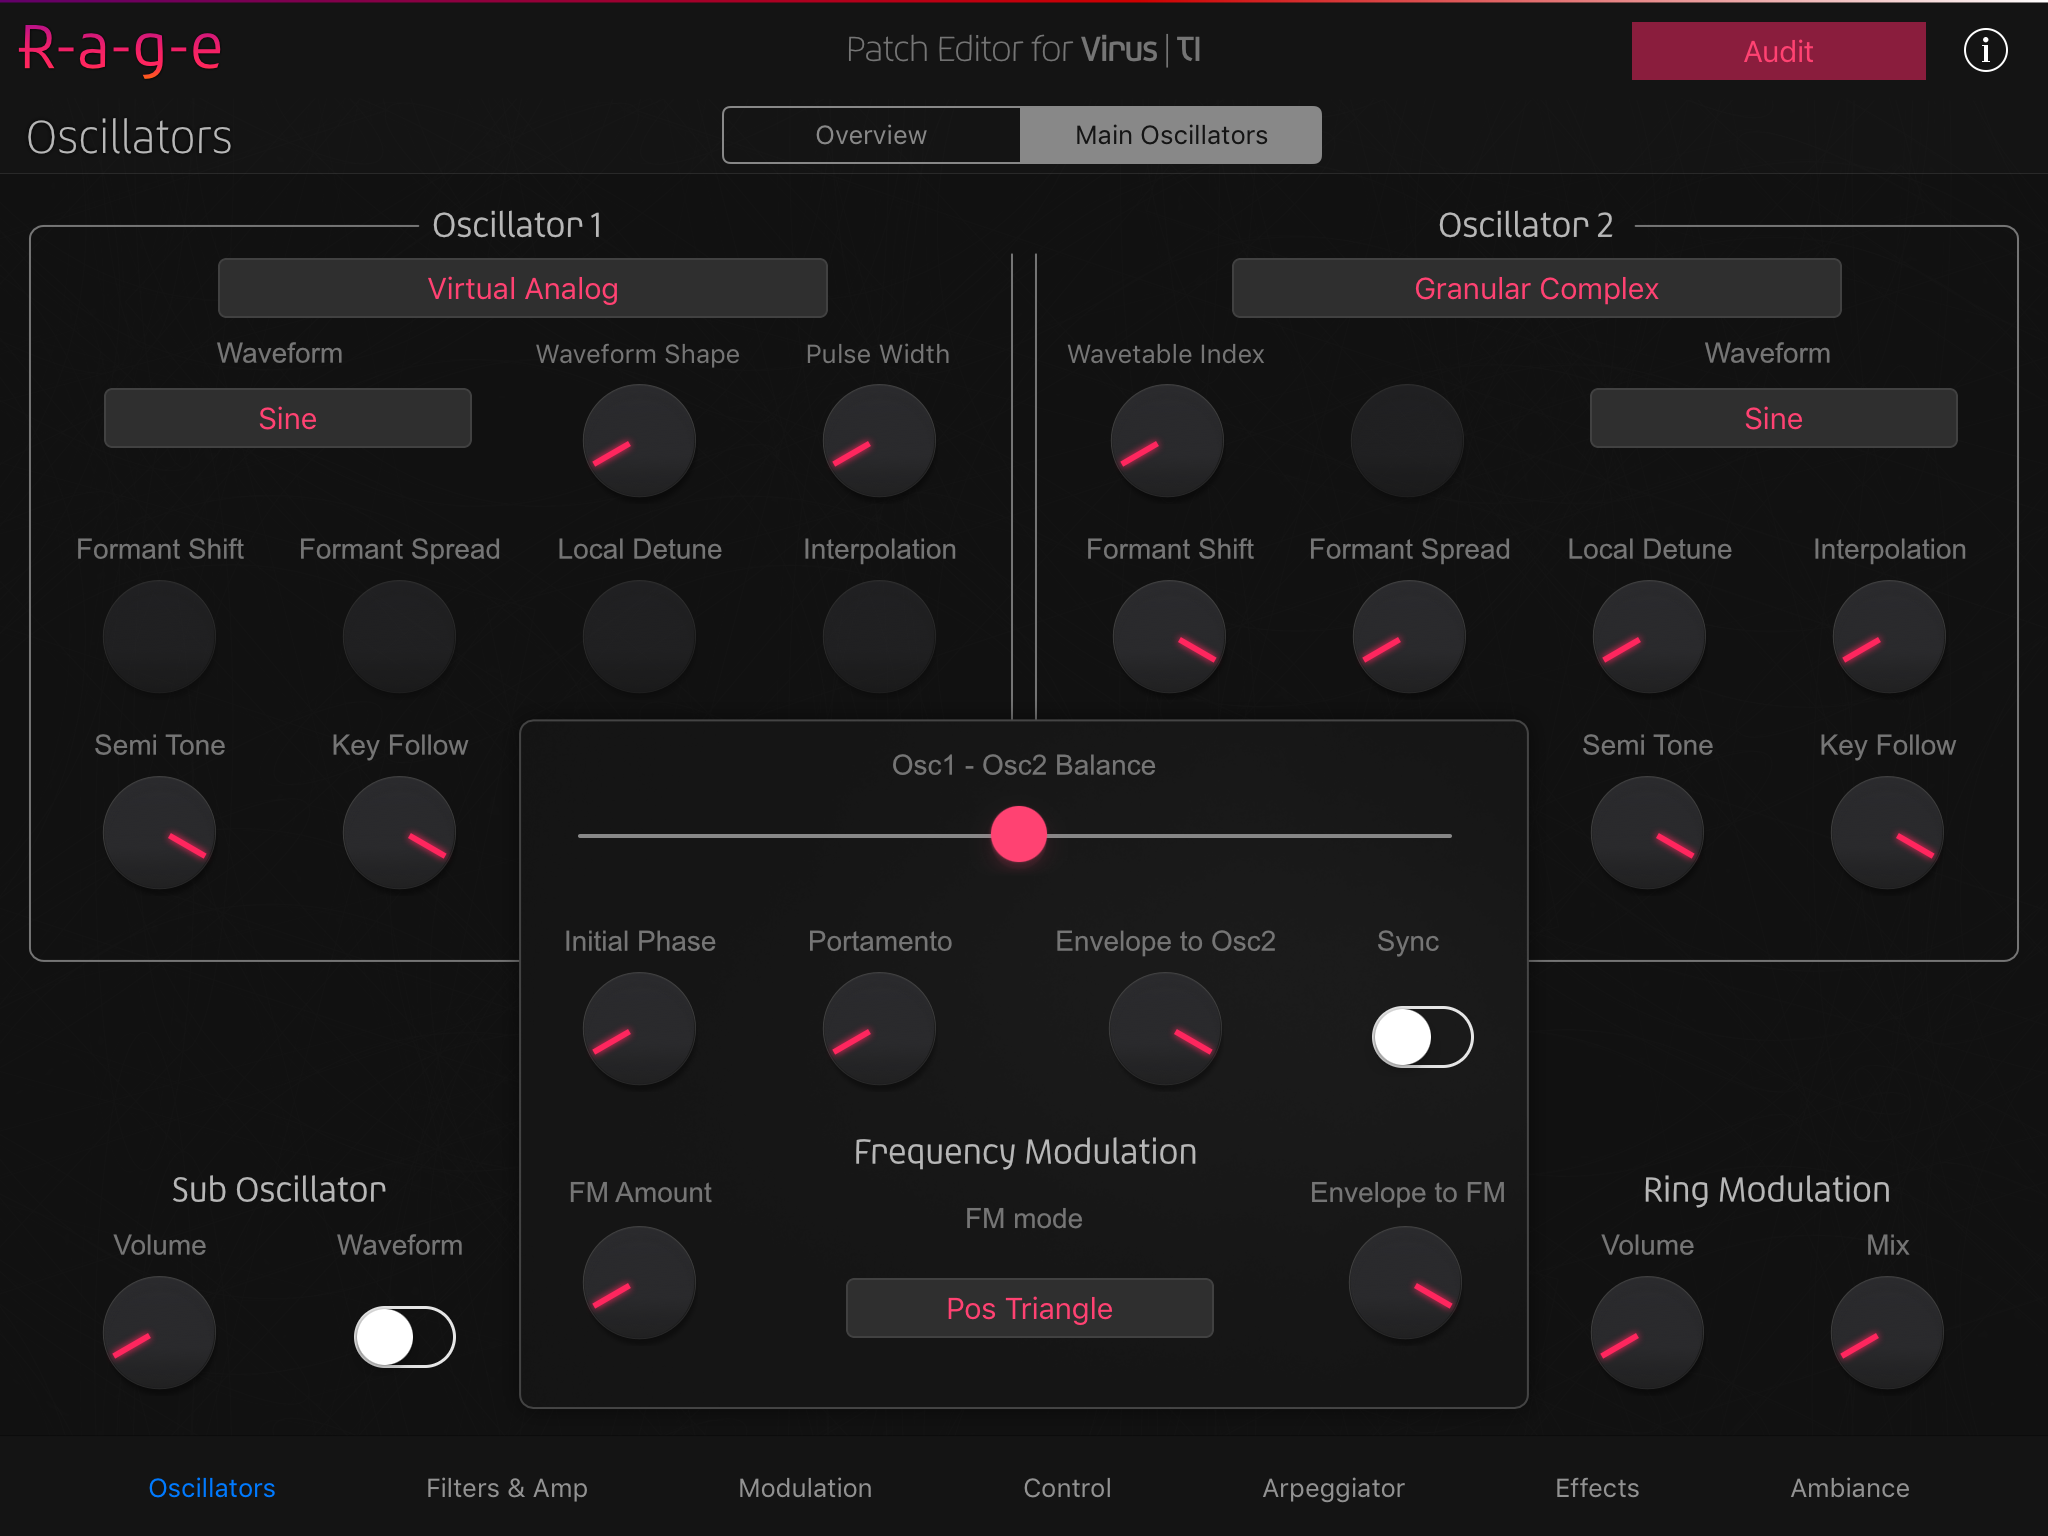 R-a-g-e
Patch Editor for Virus|TI
Audit
i
Oscillators
Overview
Main Oscillators
Oscillator 1
Oscillator 2
Virtual Analog
Granular Complex
Waveform
Waveform Shape
Pulse Width
Wavetable Index
Waveform
Sine
Sine
Formant Shift
Formant Spread
Local Detune
Interpolation
Formant Shift
Formant Spread
Local Detune
Interpolation
Semi Tone
Key Follow
Semi Tone
Key Follow
Osc1 - Osc2 Balance
Initial Phase
Portamento
Envelope to Osc2
Sync
Frequency Modulation
FM Amount
FM mode
Envelope to FM
Pos Triangle
Sub Oscillator
Volume
Waveform
Ring Modulation
Volume
Mix
Oscillators
Filters & Amp
Modulation
Control
Arpeggiator
Effects
Ambiance